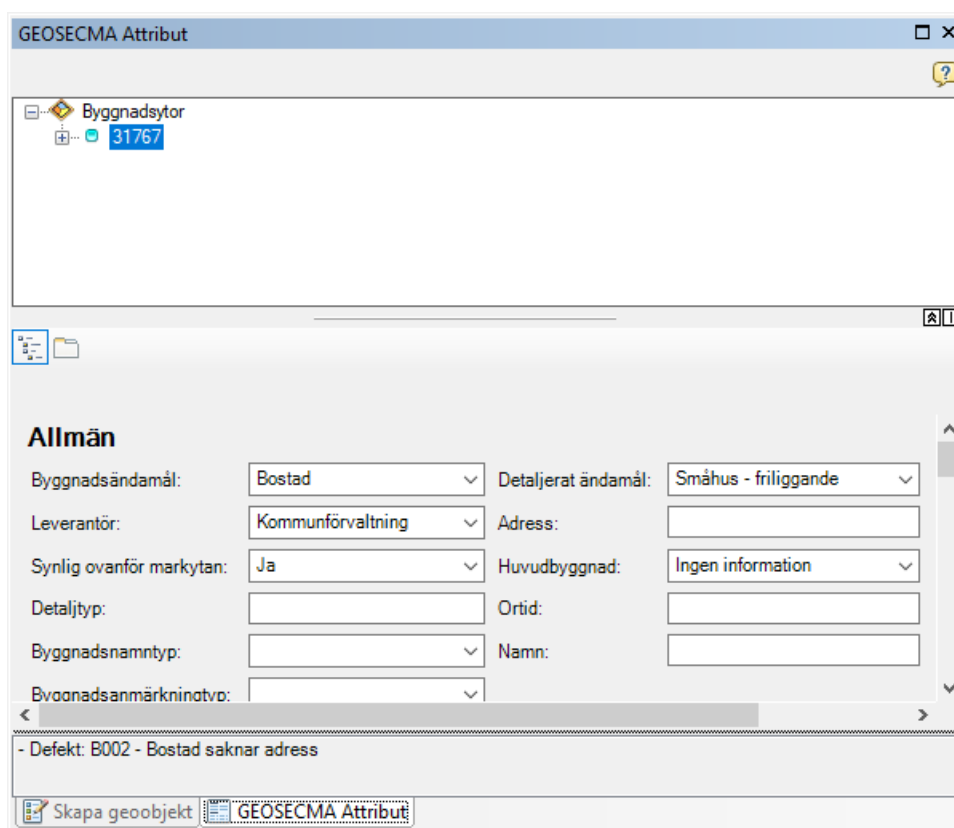 GEOSECMA Attribut
Byggnadsytor
31767
Allmän
Byggnadsändamål: Bostad Detaljerat ändamål: Småhus - friliggande
Leverantör: Kommunförvaltning Adress:
Synlig ovanför markytan: Ja Huvudbyggnad: Ingen information
Detaljtyp: Ortid:
Byggnadsnamntyp: Namn:
Byggnadsanmärkningtyp:
- Defekt: B002 - Bostad saknar adress
Skapa geoobjekt GEOSECMA Attribut